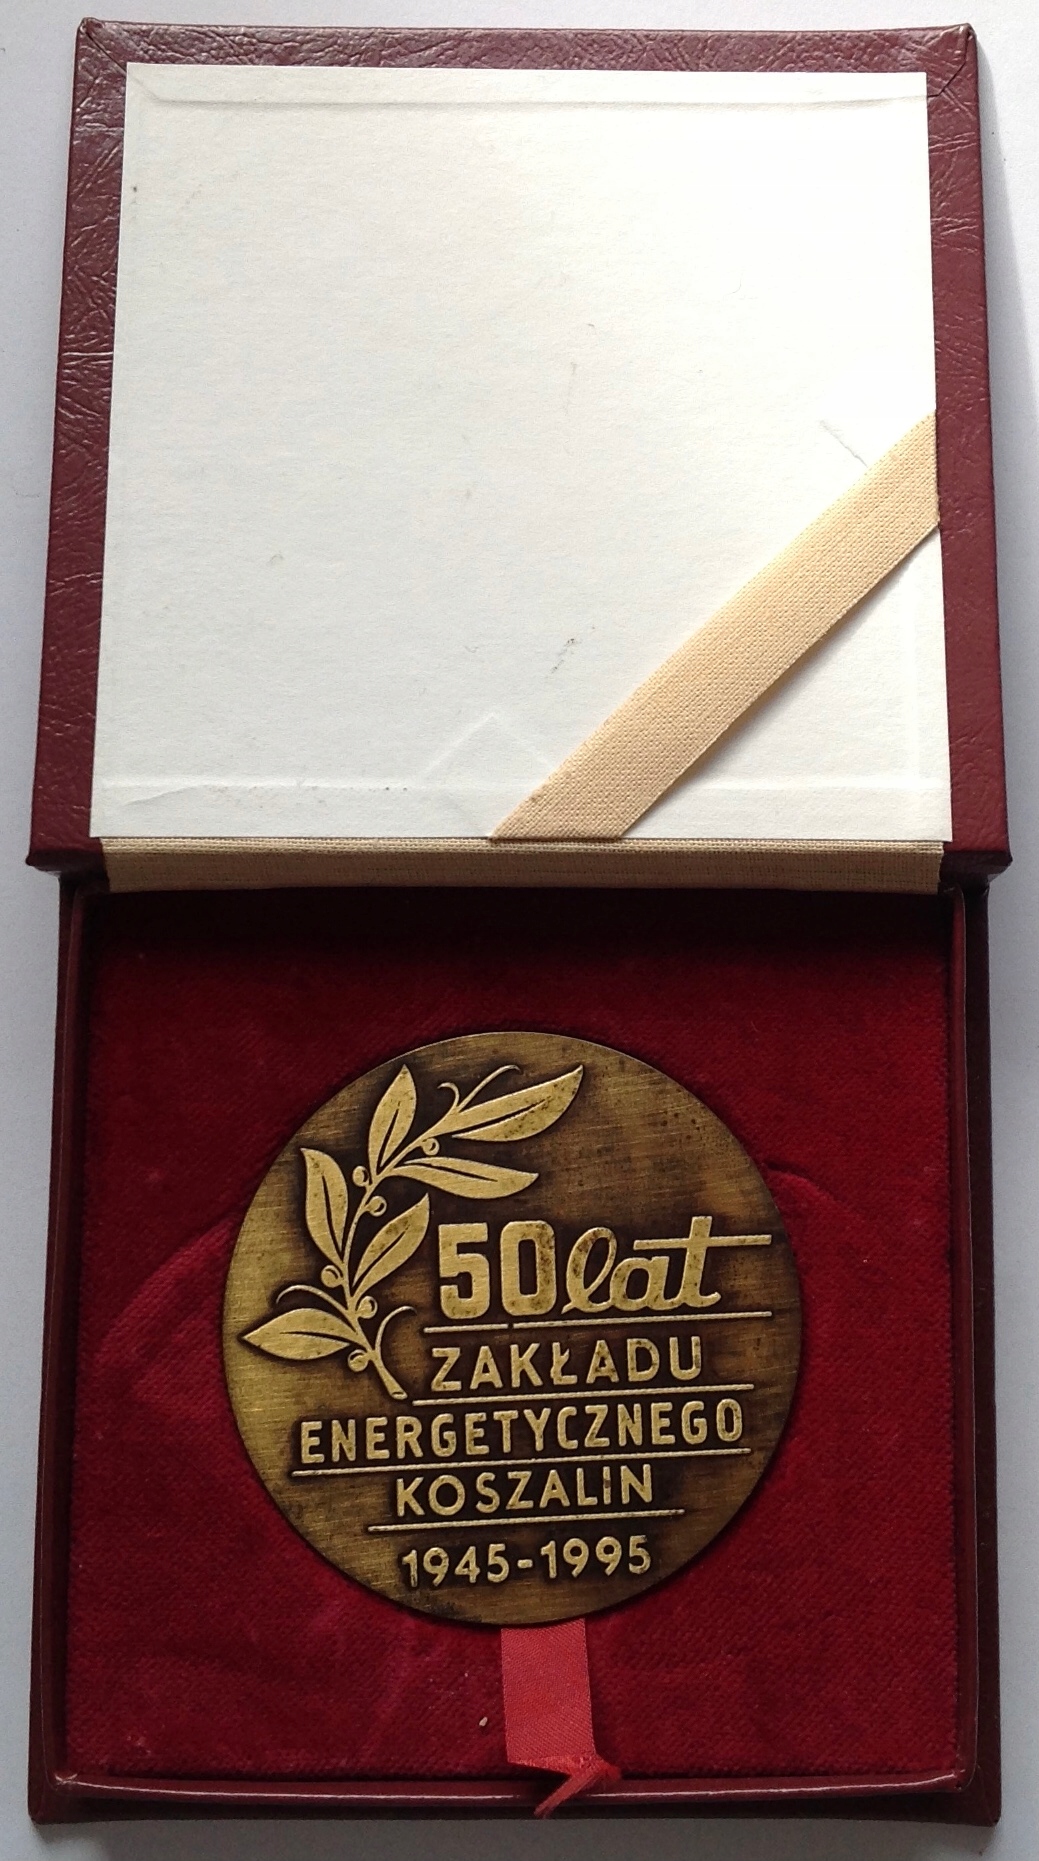 50 lat
ZAKŁADU
ENERGETYCZNEGO
KOSZALIN
1945-1995